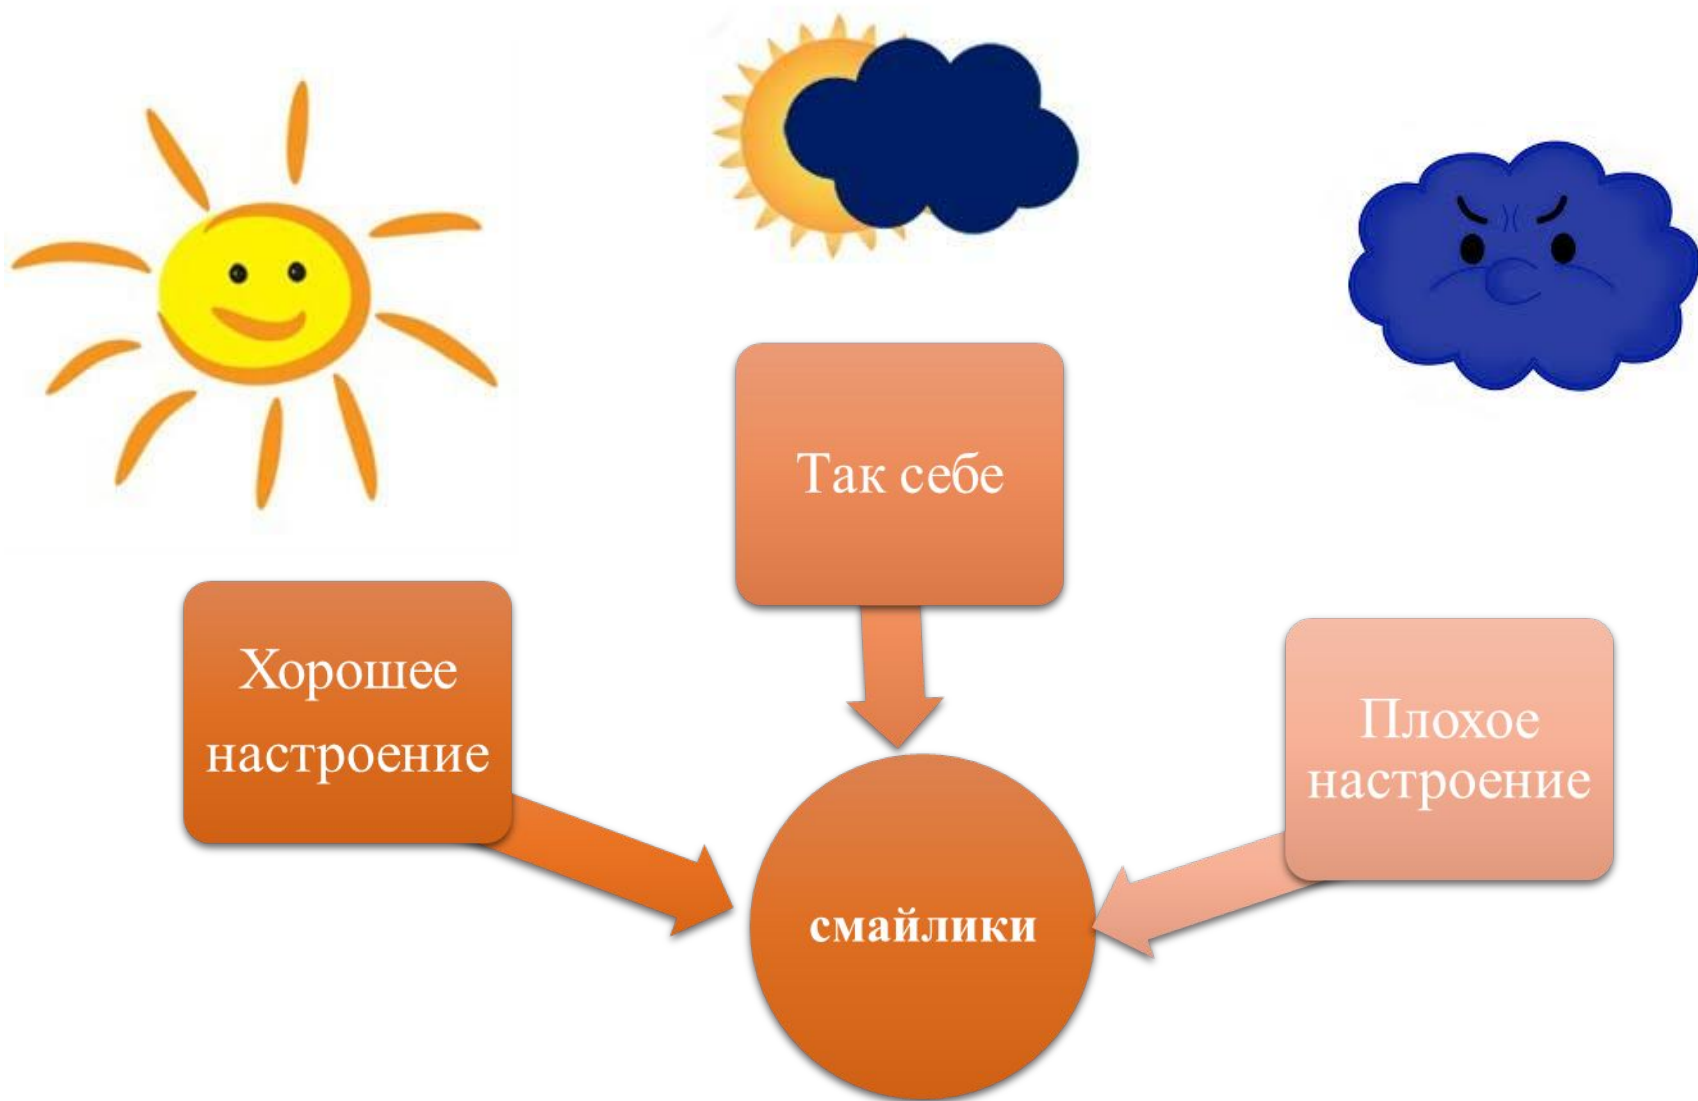 Так себе
Хорошее
настроение
Плохое
настроение
смайлики